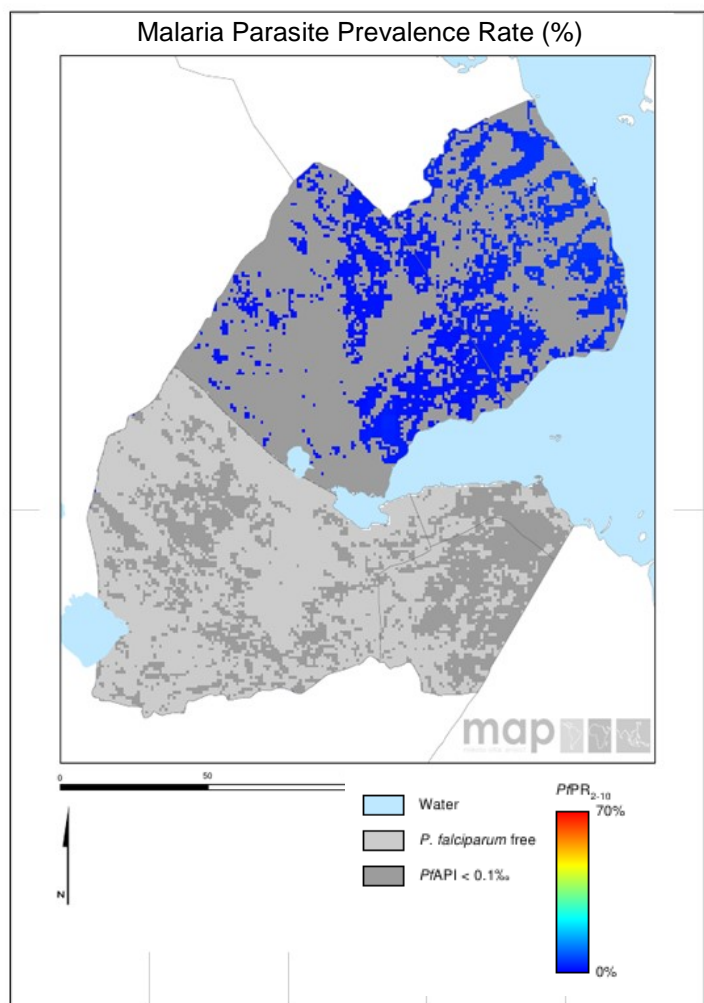 Malaria Parasite Prevalence Rate (%)
map
0 50
N
Water
P. falciparum free
PfAPI < 0.1‰
PfPR2-10
70%
0%